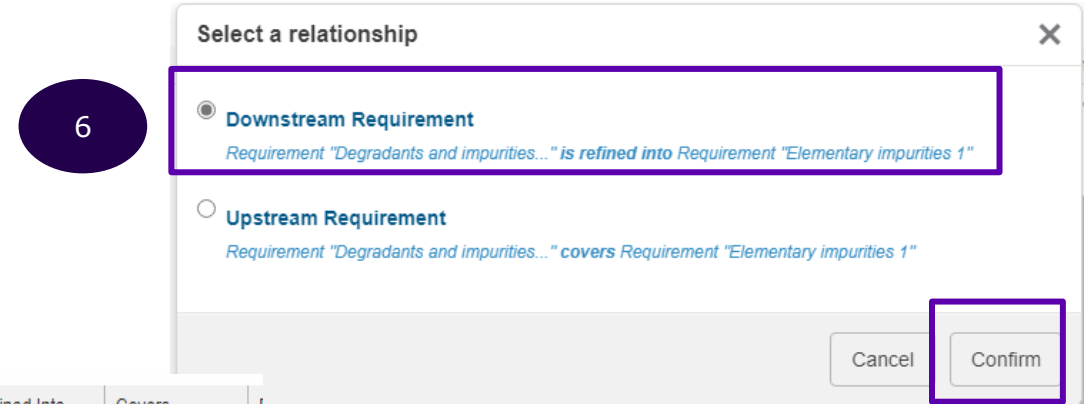 Select a relationship
6
Downstream Requirement
Requirement "Degradants and impurities..." is refined into Requirement "Elementary impurities 1"
Upstream Requirement
Requirement "Degradants and impurities..." covers Requirement "Elementary impurities 1"
Cancel Confirm
Into Covers